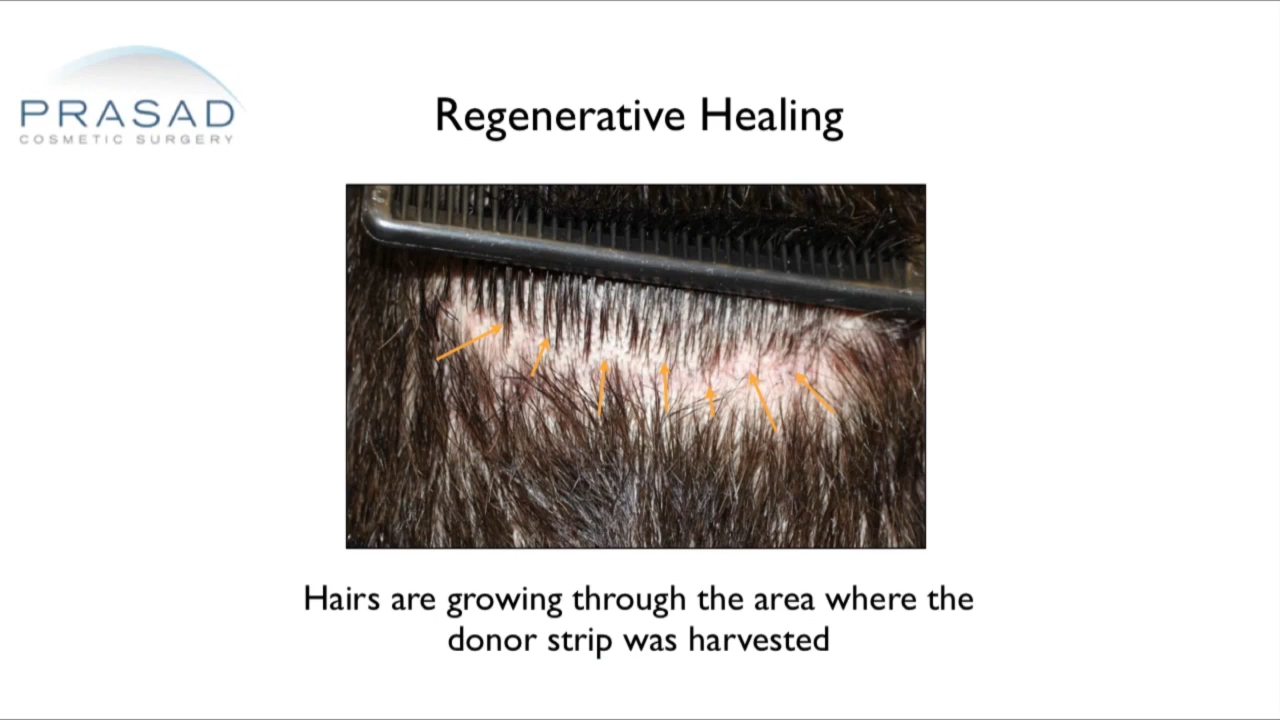 PRASAD
COSMETIC SURGERY
Regenerative Healing
Hairs are growing through the area where the
donor strip was harvested